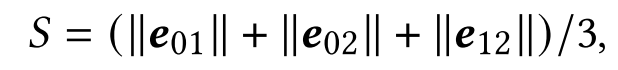 S = (‖e₀₁‖ + ‖e₀₂‖ + ‖e₁₂‖)/3,